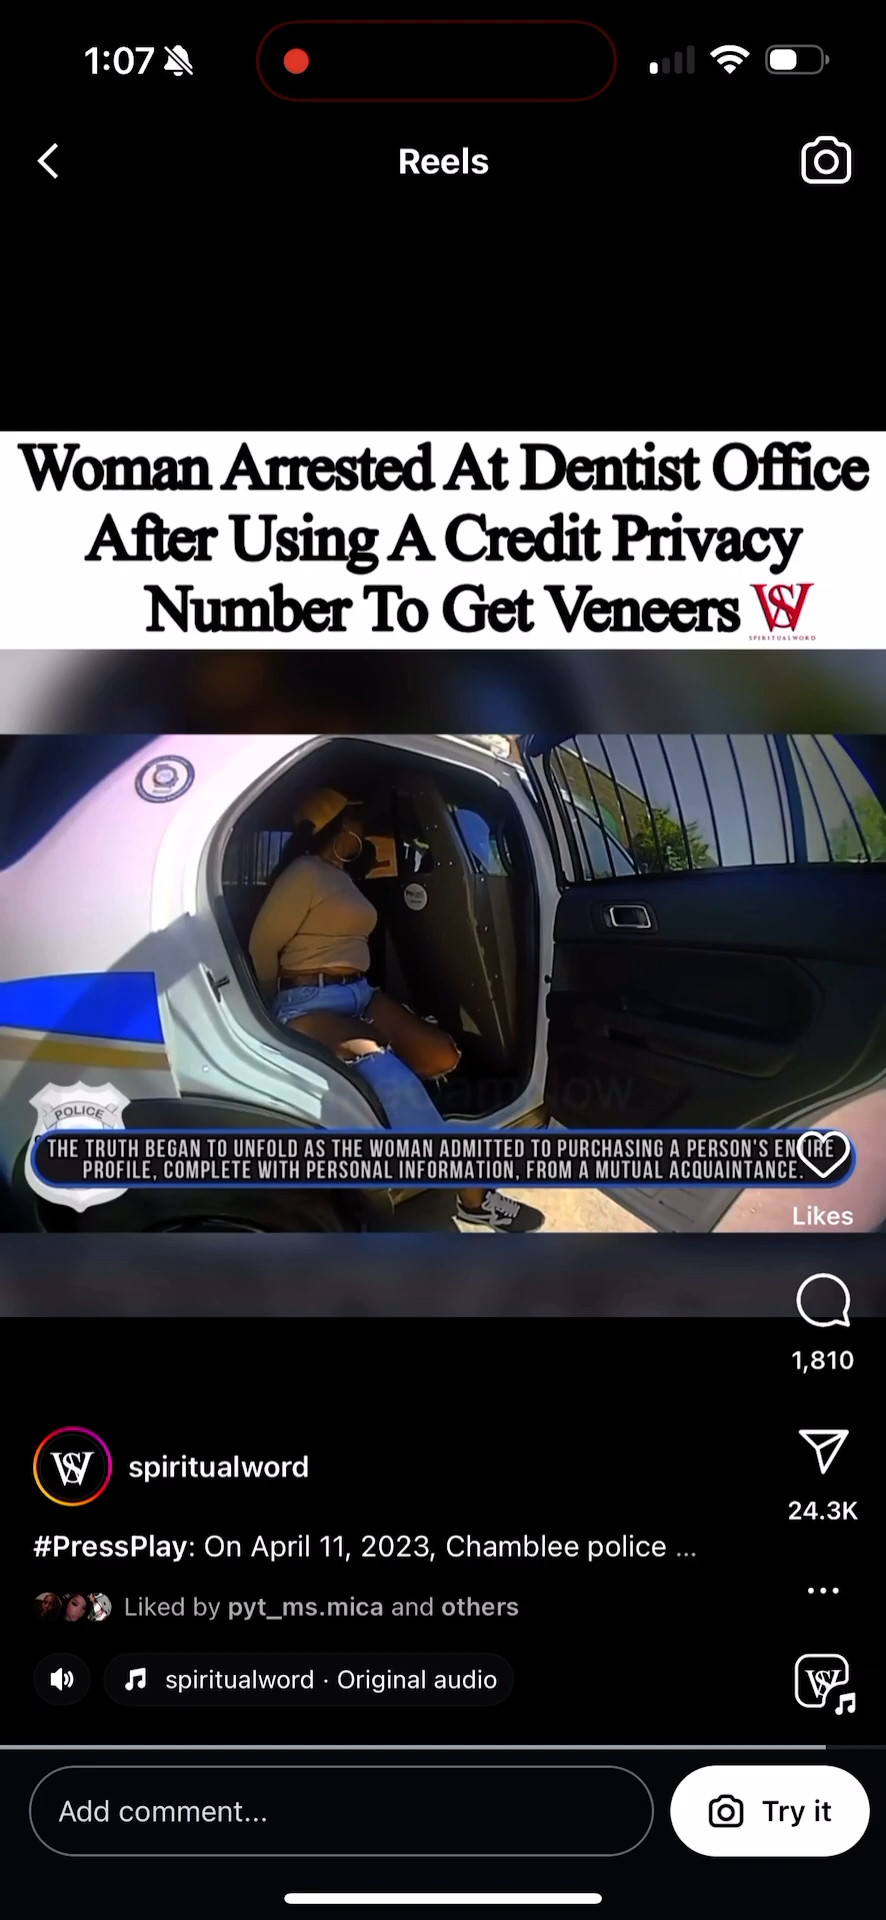 1:07
Reels
Woman Arrested At Dentist Office
After Using A Credit Privacy
Number To Get Veneers
SPIRITUALWORD
POLICE
THE TRUTH BEGAN TO UNFOLD AS THE WOMAN ADMITTED TO PURCHASING A PERSON'S ENTIRE
PROFILE, COMPLETE WITH PERSONAL INFORMATION, FROM A MUTUAL ACQUAINTANCE.
Likes
1,810
spiritualword
24.3K
#PressPlay: On April 11, 2023, Chamblee police ...
Liked by pyt_ms.mica and others
spiritualword · Original audio
Add comment...
Try it